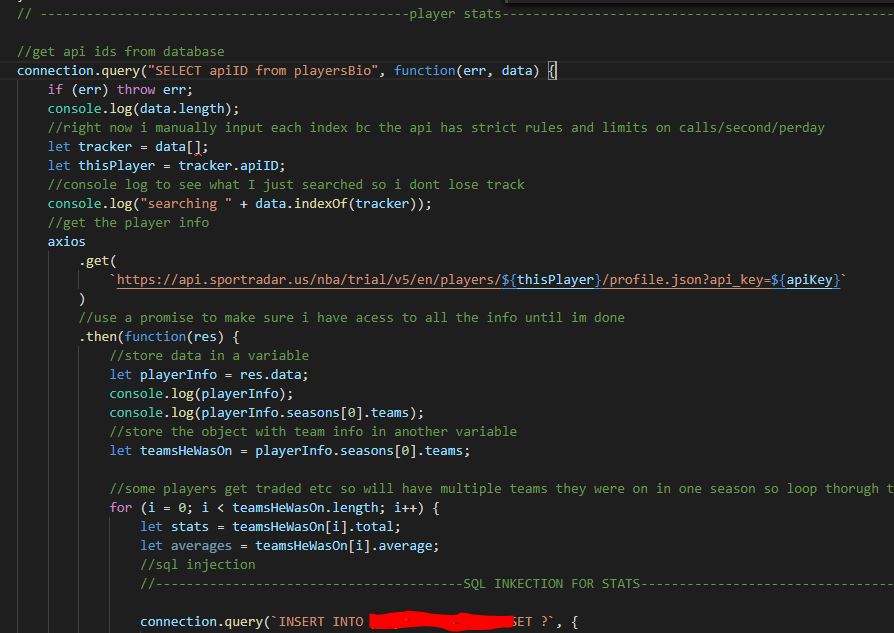 // ------------------------------------------------player stats--------------------------------------------------
//get api ids from database
connection.query("SELECT apiID from playersBio", function(err, data) {
if (err) throw err;
console.log(data.length);
//right now i manually input each index bc the api has strict rules and limits on calls/second/perday
let tracker = data[];
let thisPlayer = tracker.apiID;
//console log to see what I just searched so i dont lose track
console.log("searching " + data.indexOf(tracker));
//get the player info
axios
.get(
`https://api.sportradar.us/nba/trial/v5/en/players/${thisPlayer}/profile.json?api_key=${apiKey}`
)
//use a promise to make sure i have acess to all the info until im done
.then(function(res) {
//store data in a variable
let playerInfo = res.data;
console.log(playerInfo);
console.log(playerInfo.seasons[0].teams);
//store the object with team info in another variable
let teamsHeWasOn = playerInfo.seasons[0].teams;
//some players get traded etc so will have multiple teams they were on in one season so loop thorugh t
for (i = 0; i < teamsHeWasOn.length; i++) {
let stats = teamsHeWasOn[i].total;
let averages = teamsHeWasOn[i].average;
//sql injection
//----------------------------------------SQL INKECTION FOR STATS---------------------------------
connection.query(`INSERT INTO SET ?`, {